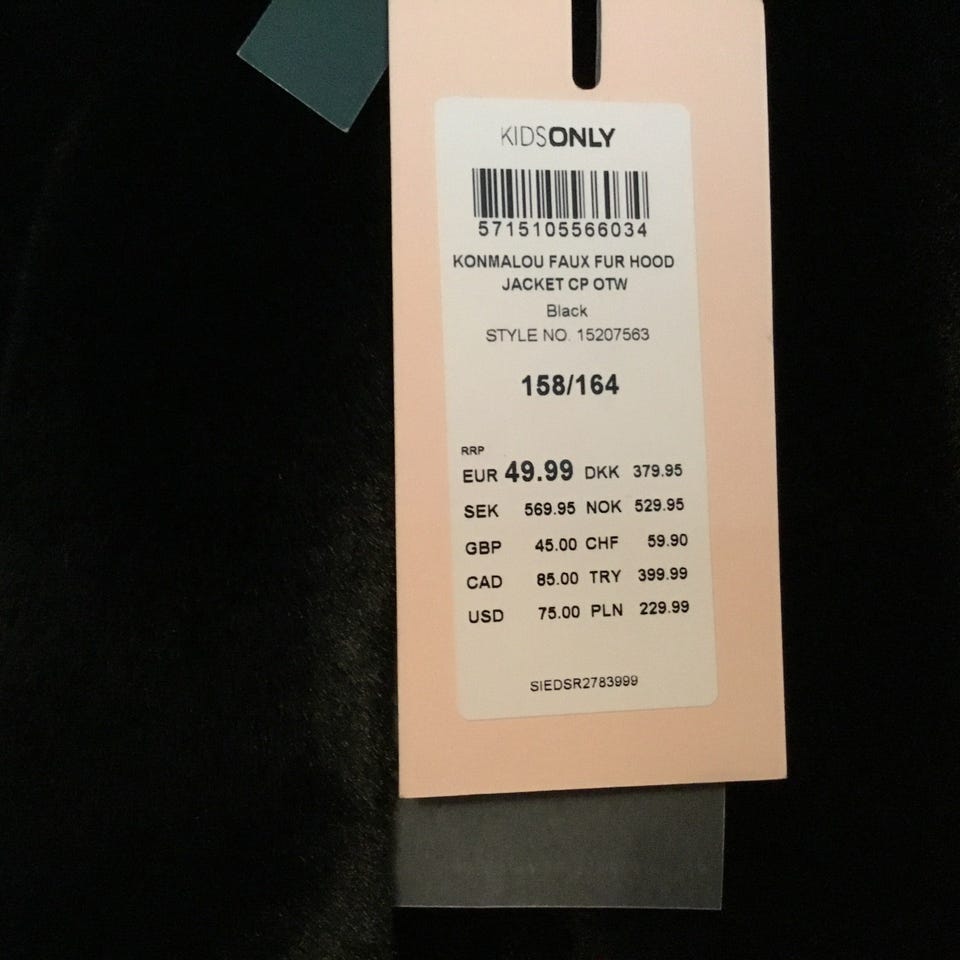 KIDSONLY
5715105566034
KONMALOU FAUX FUR HOOD
JACKET CP OTW
Black
STYLE NO. 15207563
158/164
RRP
EUR 49.99 DKK 379.95
SEK 569.95 NOK 529.95
GBP 45.00 CHF 59.90
CAD 85.00 TRY 399.99
USD 75.00 PLN 229.99
SIEDSR2783999